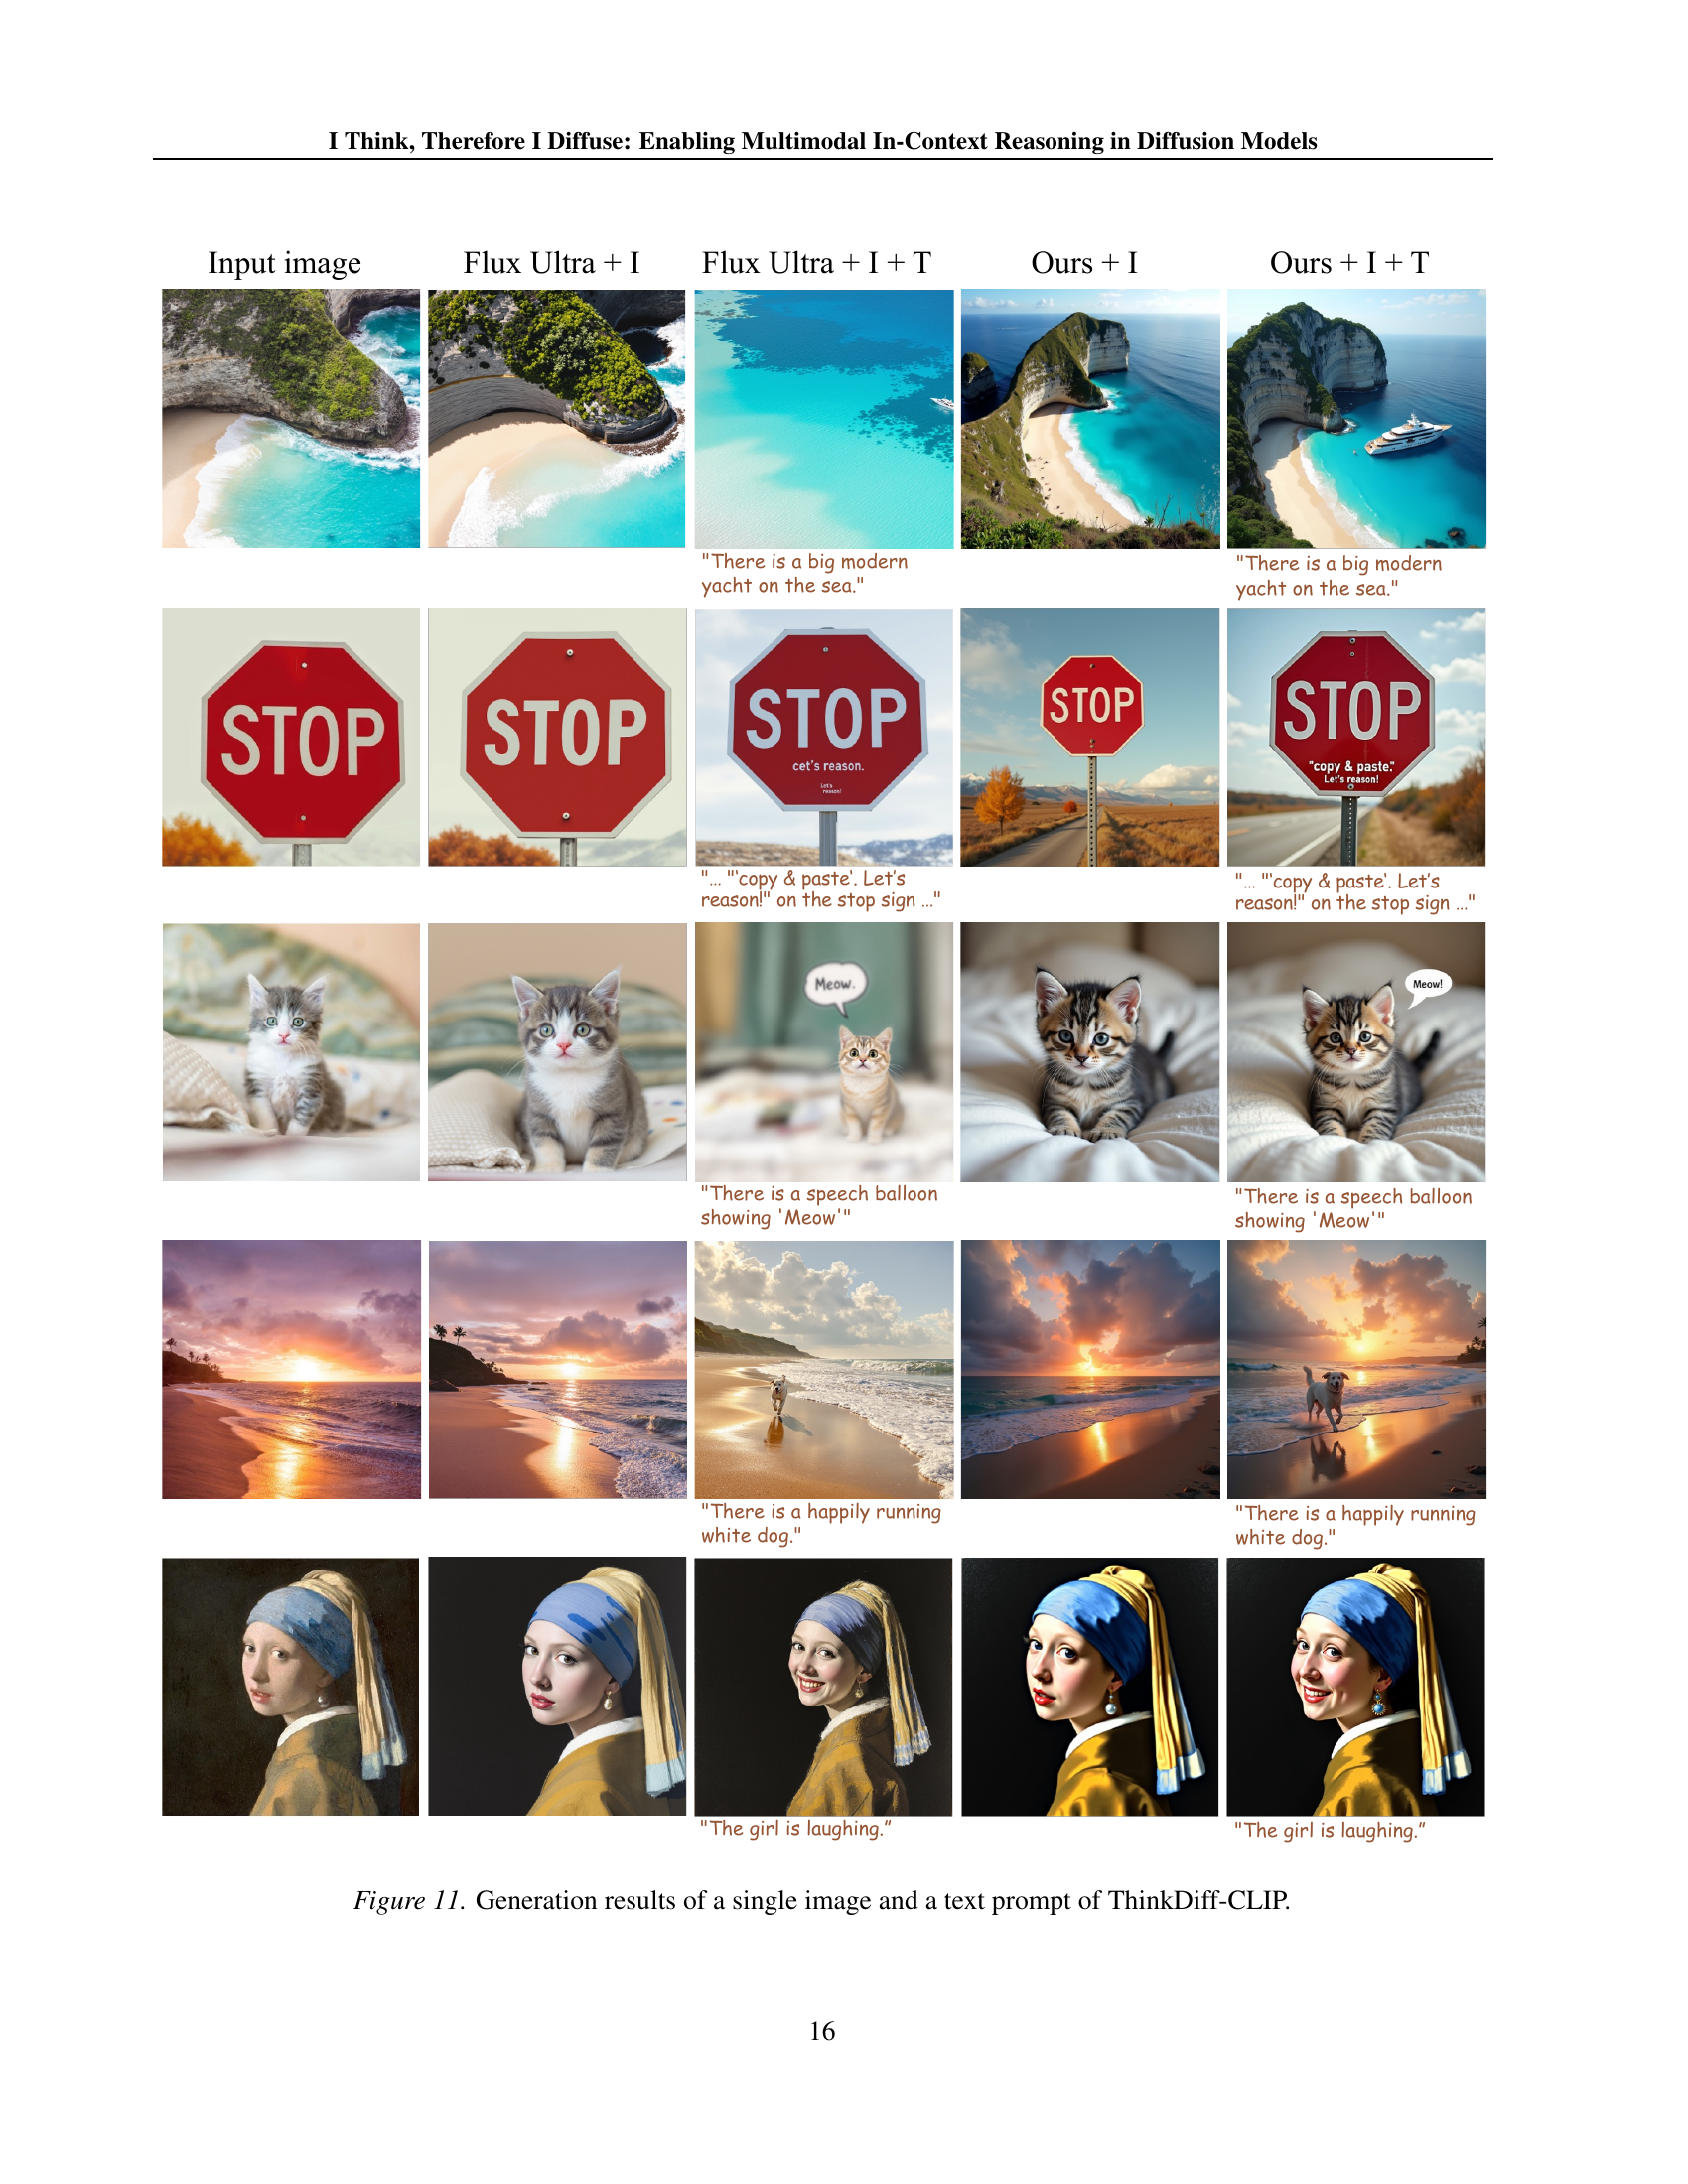 I Think, Therefore I Diffuse: Enabling Multimodal In-Context Reasoning in Diffusion Models
Input image
Flux Ultra + I
Flux Ultra + I + T
Ours + I
Ours + I + T
"There is a big modern
yacht on the sea."
"There is a big modern
yacht on the sea."
STOP
STOP
STOP
cet's reason.
Let's
reason!
STOP
STOP
"copy & paste."
Let's reason!
"... "'copy & paste'. Let's
reason!" on the stop sign ..."
"... "'copy & paste'. Let's
reason!" on the stop sign ..."
Meow.
Meow!
"There is a speech balloon
showing 'Meow'"
"There is a speech balloon
showing 'Meow'"
"There is a happily running
white dog."
"There is a happily running
white dog."
"The girl is laughing.”
"The girl is laughing.”
Figure 11. Generation results of a single image and a text prompt of ThinkDiff-CLIP.
16